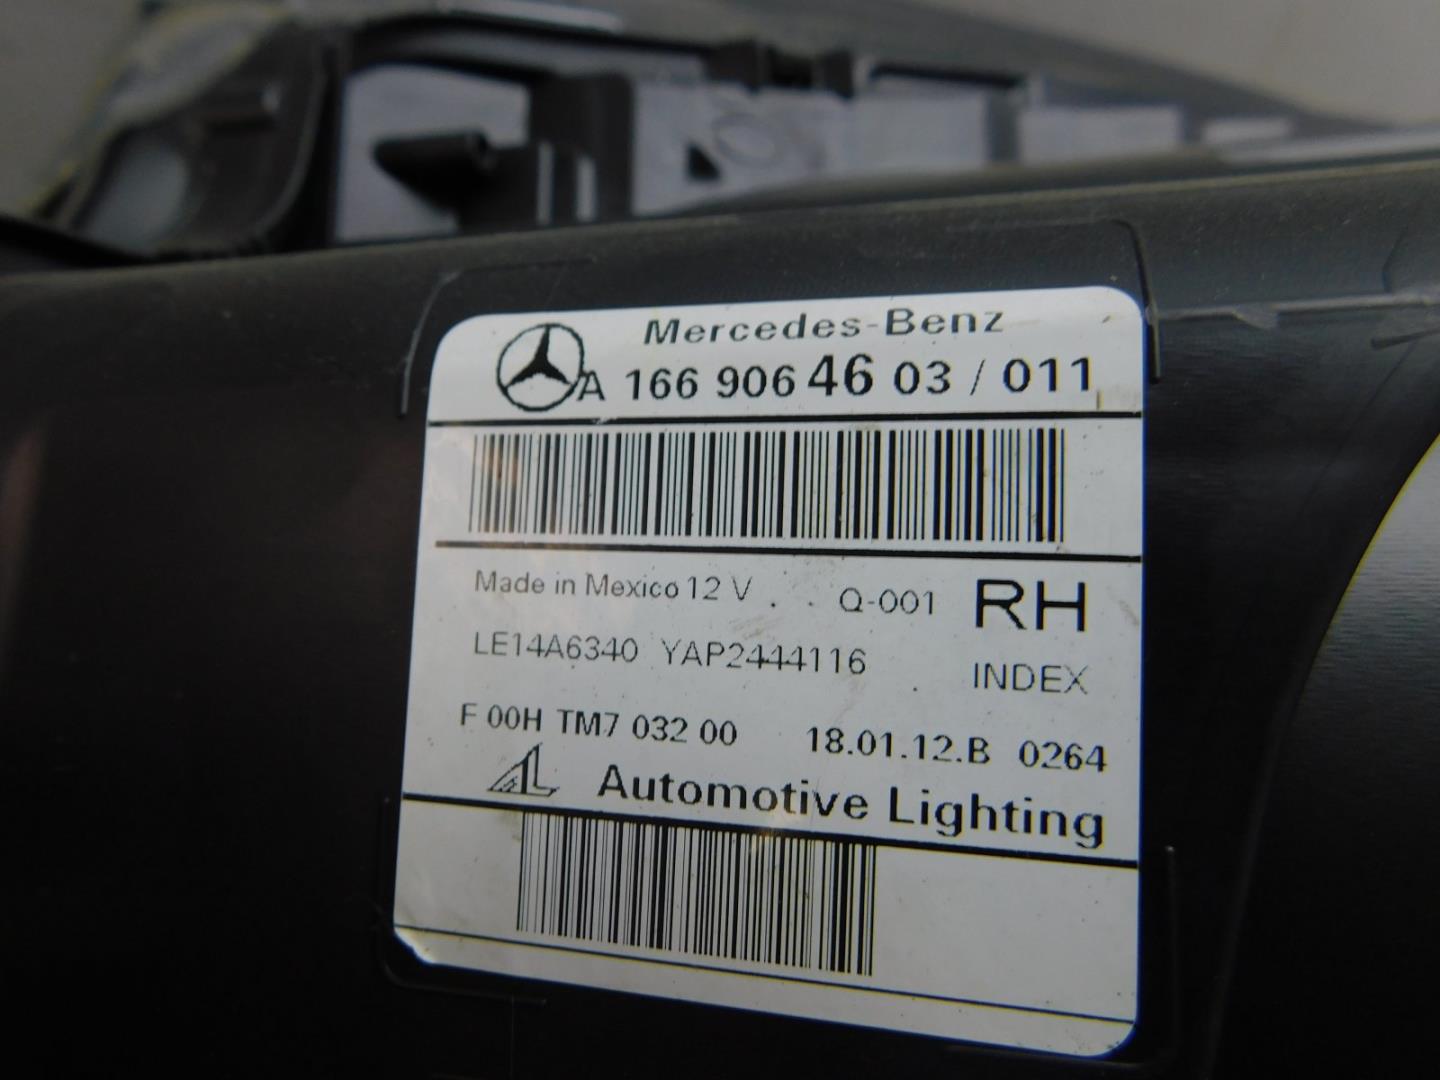 Mercedes-Benz
A 166 906 46 03 / 011
Made in Mexico 12 V . . Q-001 RH
LE14A6340 YAP2444116 . INDEX
F 00H TM7 032 00 18.01.12.B 0264
AL Automotive Lighting